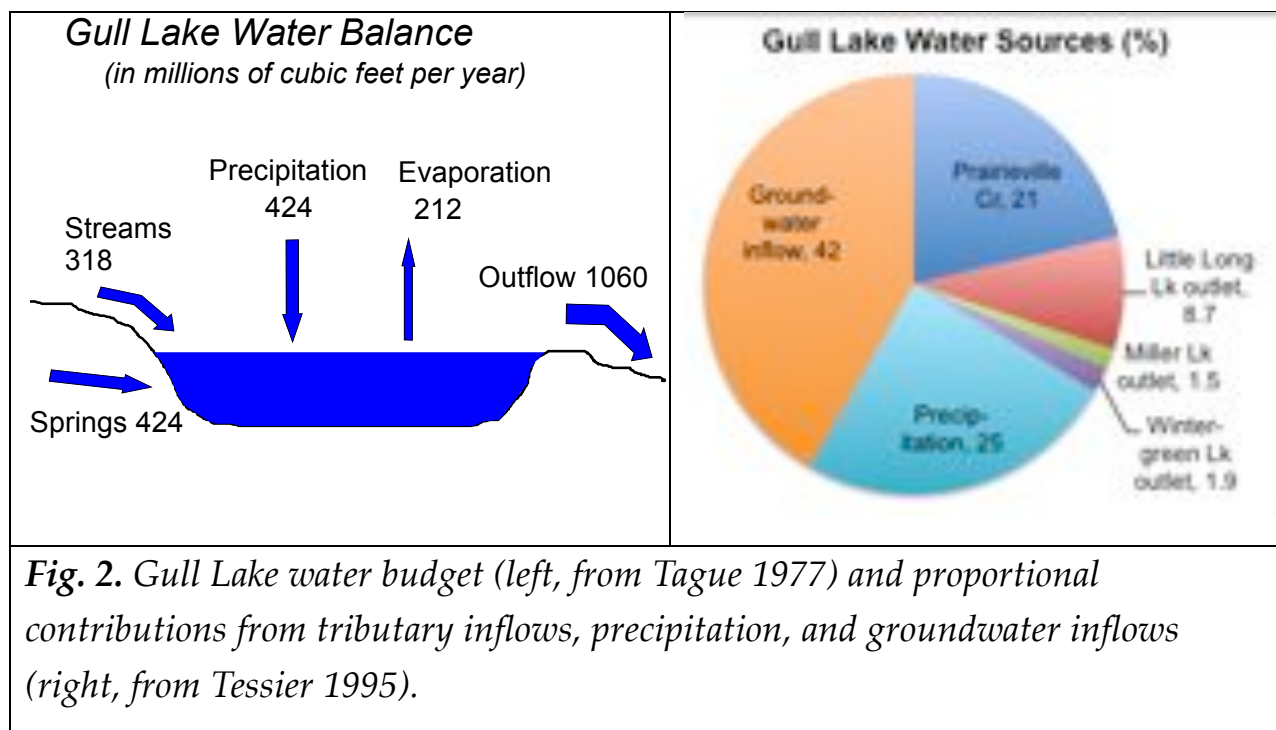 Gull Lake Water Balance
(in millions of cubic feet per year)
Precipitation
424
Evaporation
212
Streams
318
Outflow 1060
Springs 424
Gull Lake Water Sources (%)
Ground-
water
inflow, 42
Prairieville
Cr, 21
Little Long
Lk outlet,
8.7
Miller Lk
outlet, 1.5
Winter-
green Lk
outlet, 1.9
Precip-
itation, 25
Fig. 2. Gull Lake water budget (left, from Tague 1977) and proportional
contributions from tributary inflows, precipitation, and groundwater inflows
(right, from Tessier 1995).